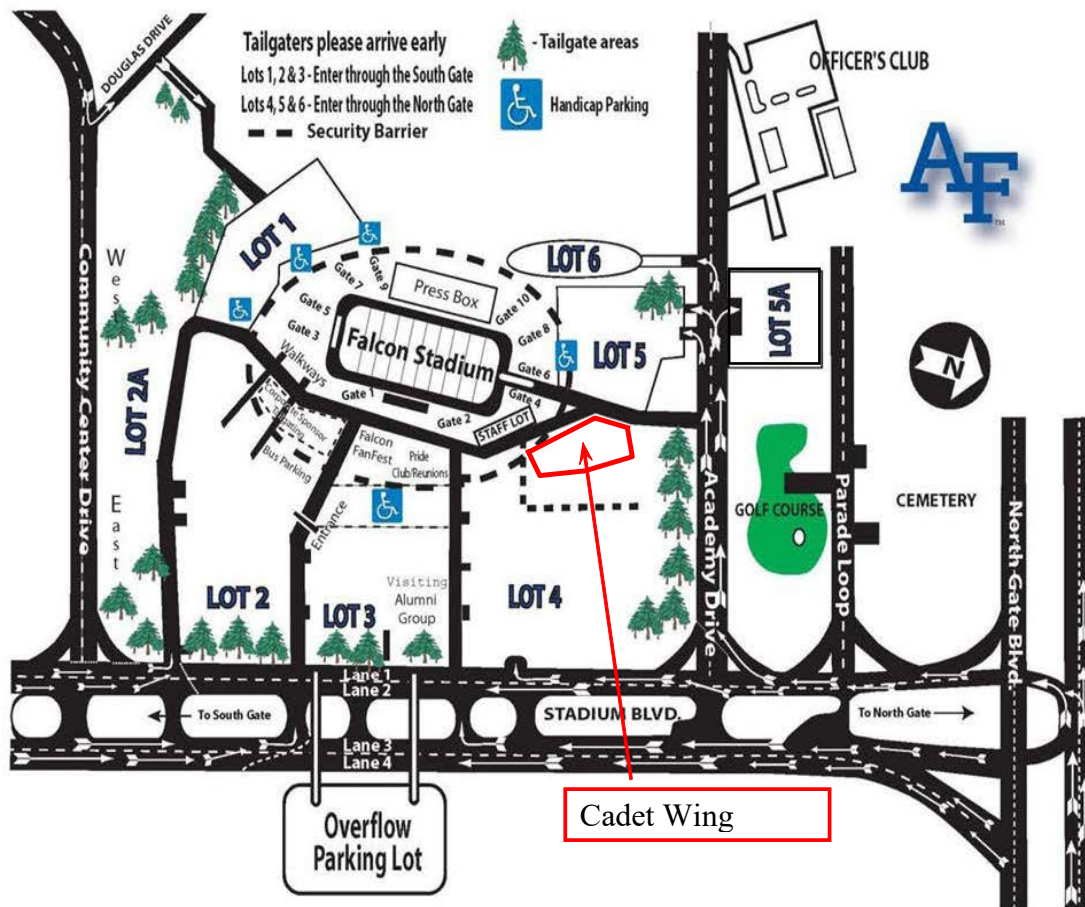 DOUGLAS DRIVE
Tailgaters please arrive early
Lots 1, 2 & 3 - Enter through the South Gate
Lots 4, 5 & 6 - Enter through the North Gate
Security Barrier
- Tailgate areas
Handicap Parking
OFFICER'S CLUB
AF
TM
West
East
Community Center Drive
LOT 1
LOT 2A
LOT 6
LOT 5
LOT 5A
N
Gate 7
Gate 9
Press Box
Gate 10
Gate 5
Gate 8
Gate 3
Falcon Stadium
Gate 6
Walkways
Gate 1
Gate 2
Gate 4
STAFF LOT
Corporate Sponsor
Tailgating
Bus Parking
Falcon
FanFest
Pride
Club/Reunions
Entrance
Academy Drive
GOLF COURSE
Parade Loop
CEMETERY
North Gate Blvd.
LOT 2
LOT 3
Visiting
Alumni
Group
LOT 4
Lane 1
Lane 2
To South Gate
STADIUM BLVD.
To North Gate
Lane 3
Lane 4
Overflow
Parking Lot
Cadet Wing